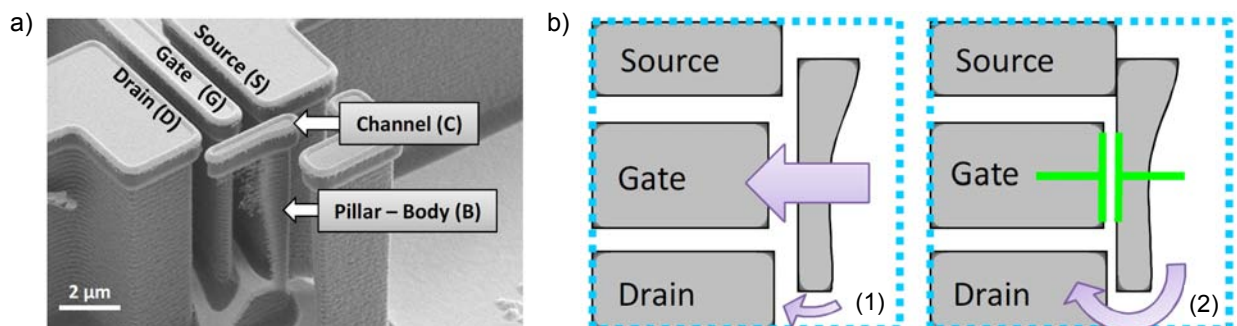 a)
Drain (D)
Gate (G)
Source (S)
Channel (C)
Pillar – Body (B)
2 μm
b)
Source
Gate
Drain
(1)
Source
Gate
Drain
(2)